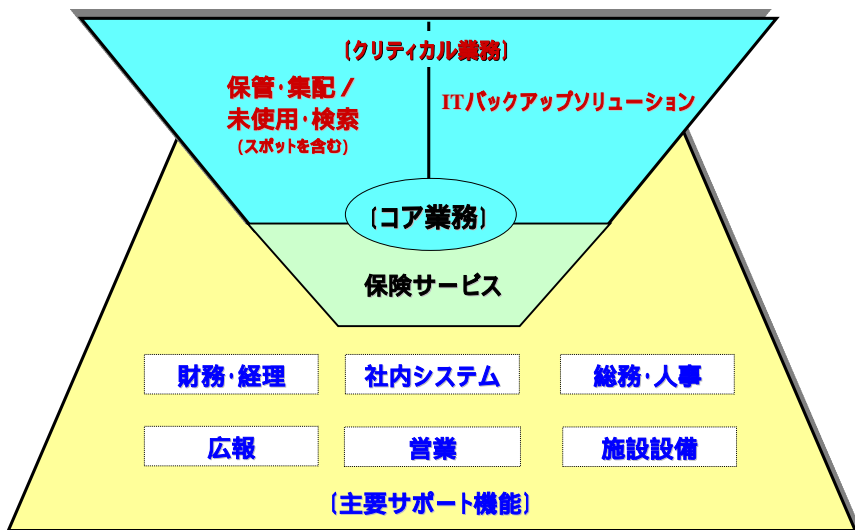 〔クリティカル業務〕
保管・集配/
未使用・検索
(スポットを含む)
ITバックアップソリューション
〔コア業務〕
保険サービス
財務・経理
社内システム
総務・人事
広報
営業
施設設備
〔主要サポート機能〕